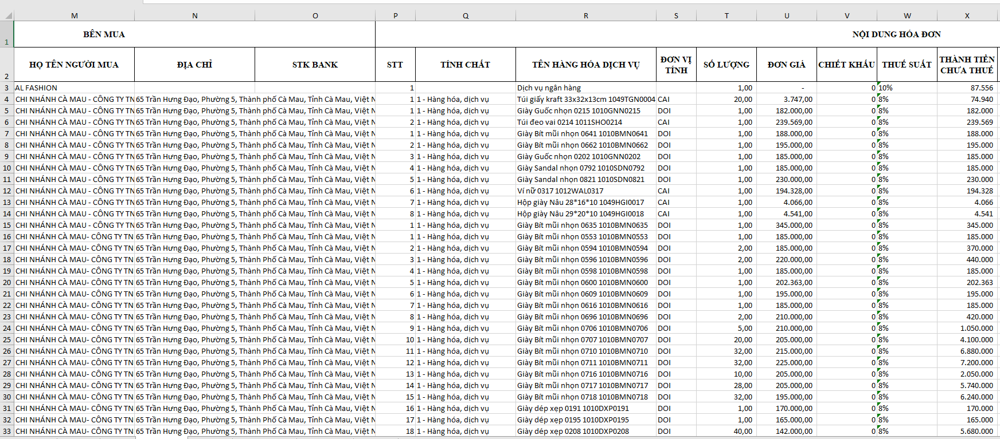 M N O P Q R S T U V W X
1 BÊN MUA NỘI DUNG HÓA ĐƠN
2 HỌ TÊN NGƯỜI MUA ĐỊA CHỈ STK BANK STT TÍNH CHẤT TÊN HÀNG HÓA DỊCH VỤ ĐƠN VỊ TÍNH SỐ LƯỢNG ĐƠN GIÁ CHIẾT KHẤU THUẾ SUẤT THÀNH TIỀN CHƯA THUẾ
3 AL FASHION 1 Dịch vụ ngân hàng 1,00 - 0 10% 87.556
4 CHI NHÁNH CÀ MAU - CÔNG TY TN 65 Trần Hưng Đạo, Phường 5, Thành phố Cà Mau, Tỉnh Cà Mau, Việt N 1 1 - Hàng hóa, dịch vụ Túi giấy kraft 33x32x13cm 1049TGN0004 CAI 20,00 3.747,00 0 8% 74.940
5 CHI NHÁNH CÀ MAU - CÔNG TY TN 65 Trần Hưng Đạo, Phường 5, Thành phố Cà Mau, Tỉnh Cà Mau, Việt N 1 1 - Hàng hóa, dịch vụ Giày Guốc nhọn 0215 1010GNN0215 DOI 1,00 182.000,00 0 8% 182.000
6 CHI NHÁNH CÀ MAU - CÔNG TY TN 65 Trần Hưng Đạo, Phường 5, Thành phố Cà Mau, Tỉnh Cà Mau, Việt N 2 1 - Hàng hóa, dịch vụ Túi đeo vai 0214 1011SHO0214 CAI 1,00 239.569,00 0 8% 239.569
7 CHI NHÁNH CÀ MAU - CÔNG TY TN 65 Trần Hưng Đạo, Phường 5, Thành phố Cà Mau, Tỉnh Cà Mau, Việt N 1 1 - Hàng hóa, dịch vụ Giày Bít mũi nhọn 0641 1010BMN0641 DOI 1,00 188.000,00 0 8% 188.000
8 CHI NHÁNH CÀ MAU - CÔNG TY TN 65 Trần Hưng Đạo, Phường 5, Thành phố Cà Mau, Tỉnh Cà Mau, Việt N 2 1 - Hàng hóa, dịch vụ Giày Bít mũi nhọn 0662 1010BMN0662 DOI 1,00 195.000,00 0 8% 195.000
9 CHI NHÁNH CÀ MAU - CÔNG TY TN 65 Trần Hưng Đạo, Phường 5, Thành phố Cà Mau, Tỉnh Cà Mau, Việt N 3 1 - Hàng hóa, dịch vụ Giày Guốc nhọn 0202 1010GNN0202 DOI 1,00 185.000,00 0 8% 185.000
10 CHI NHÁNH CÀ MAU - CÔNG TY TN 65 Trần Hưng Đạo, Phường 5, Thành phố Cà Mau, Tỉnh Cà Mau, Việt N 4 1 - Hàng hóa, dịch vụ Giày Sandal nhọn 0792 1010SDN0792 DOI 1,00 185.000,00 0 8% 185.000
11 CHI NHÁNH CÀ MAU - CÔNG TY TN 65 Trần Hưng Đạo, Phường 5, Thành phố Cà Mau, Tỉnh Cà Mau, Việt N 5 1 - Hàng hóa, dịch vụ Giày Sandal nhọn 0821 1010SDN0821 DOI 1,00 230.000,00 0 8% 230.000
12 CHI NHÁNH CÀ MAU - CÔNG TY TN 65 Trần Hưng Đạo, Phường 5, Thành phố Cà Mau, Tỉnh Cà Mau, Việt N 6 1 - Hàng hóa, dịch vụ Ví nữ 0317 1012WAL0317 CAI 1,00 194.328,00 0 8% 194.328
13 CHI NHÁNH CÀ MAU - CÔNG TY TN 65 Trần Hưng Đạo, Phường 5, Thành phố Cà Mau, Tỉnh Cà Mau, Việt N 7 1 - Hàng hóa, dịch vụ Hộp giày Nâu 28*16*10 1049HGI0017 CAI 1,00 4.066,00 0 8% 4.066
14 CHI NHÁNH CÀ MAU - CÔNG TY TN 65 Trần Hưng Đạo, Phường 5, Thành phố Cà Mau, Tỉnh Cà Mau, Việt N 8 1 - Hàng hóa, dịch vụ Hộp giày Nâu 29*20*10 1049HGI0018 CAI 1,00 4.541,00 0 8% 4.541
15 CHI NHÁNH CÀ MAU - CÔNG TY TN 65 Trần Hưng Đạo, Phường 5, Thành phố Cà Mau, Tỉnh Cà Mau, Việt N 1 1 - Hàng hóa, dịch vụ Giày Bít mũi nhọn 0635 1010BMN0635 DOI 1,00 345.000,00 0 8% 345.000
16 CHI NHÁNH CÀ MAU- CÔNG TY TN 65 Trần Hưng Đạo, Phường 5, Thành Phố Cà Mau, Tỉnh Cà Mau, Việt N 1 1 - Hàng hóa, dịch vụ Giày Bít mũi nhọn 0553 1010BMN0553 DOI 1,00 185.000,00 0 8% 185.000
17 CHI NHÁNH CÀ MAU- CÔNG TY TN 65 Trần Hưng Đạo, Phường 5, Thành Phố Cà Mau, Tỉnh Cà Mau, Việt N 2 1 - Hàng hóa, dịch vụ Giày Bít mũi nhọn 0594 1010BMN0594 DOI 2,00 185.000,00 0 8% 370.000
18 CHI NHÁNH CÀ MAU- CÔNG TY TN 65 Trần Hưng Đạo, Phường 5, Thành Phố Cà Mau, Tỉnh Cà Mau, Việt N 3 1 - Hàng hóa, dịch vụ Giày Bít mũi nhọn 0596 1010BMN0596 DOI 2,00 220.000,00 0 8% 440.000
19 CHI NHÁNH CÀ MAU- CÔNG TY TN 65 Trần Hưng Đạo, Phường 5, Thành Phố Cà Mau, Tỉnh Cà Mau, Việt N 4 1 - Hàng hóa, dịch vụ Giày Bít mũi nhọn 0598 1010BMN0598 DOI 1,00 185.000,00 0 8% 185.000
20 CHI NHÁNH CÀ MAU- CÔNG TY TN 65 Trần Hưng Đạo, Phường 5, Thành Phố Cà Mau, Tỉnh Cà Mau, Việt N 5 1 - Hàng hóa, dịch vụ Giày Bít mũi nhọn 0600 1010BMN0600 DOI 1,00 202.363,00 0 8% 202.363
21 CHI NHÁNH CÀ MAU- CÔNG TY TN 65 Trần Hưng Đạo, Phường 5, Thành Phố Cà Mau, Tỉnh Cà Mau, Việt N 6 1 - Hàng hóa, dịch vụ Giày Bít mũi nhọn 0609 1010BMN0609 DOI 1,00 195.000,00 0 8% 195.000
22 CHI NHÁNH CÀ MAU- CÔNG TY TN 65 Trần Hưng Đạo, Phường 5, Thành Phố Cà Mau, Tỉnh Cà Mau, Việt N 7 1 - Hàng hóa, dịch vụ Giày Bít mũi nhọn 0616 1010BMN0616 DOI 1,00 185.000,00 0 8% 185.000
23 CHI NHÁNH CÀ MAU- CÔNG TY TN 65 Trần Hưng Đạo, Phường 5, Thành Phố Cà Mau, Tỉnh Cà Mau, Việt N 8 1 - Hàng hóa, dịch vụ Giày Bít mũi nhọn 0696 1010BMN0696 DOI 2,00 210.000,00 0 8% 420.000
24 CHI NHÁNH CÀ MAU- CÔNG TY TN 65 Trần Hưng Đạo, Phường 5, Thành Phố Cà Mau, Tỉnh Cà Mau, Việt N 9 1 - Hàng hóa, dịch vụ Giày Bít mũi nhọn 0706 1010BMN0706 DOI 5,00 210.000,00 0 8% 1.050.000
25 CHI NHÁNH CÀ MAU- CÔNG TY TN 65 Trần Hưng Đạo, Phường 5, Thành Phố Cà Mau, Tỉnh Cà Mau, Việt N 10 1 - Hàng hóa, dịch vụ Giày Bít mũi nhọn 0707 1010BMN0707 DOI 20,00 205.000,00 0 8% 4.100.000
26 CHI NHÁNH CÀ MAU- CÔNG TY TN 65 Trần Hưng Đạo, Phường 5, Thành Phố Cà Mau, Tỉnh Cà Mau, Việt N 11 1 - Hàng hóa, dịch vụ Giày Bít mũi nhọn 0710 1010BMN0710 DOI 32,00 215.000,00 0 8% 6.880.000
27 CHI NHÁNH CÀ MAU- CÔNG TY TN 65 Trần Hưng Đạo, Phường 5, Thành Phố Cà Mau, Tỉnh Cà Mau, Việt N 12 1 - Hàng hóa, dịch vụ Giày Bít mũi nhọn 0711 1010BMN0711 DOI 32,00 225.000,00 0 8% 7.200.000
28 CHI NHÁNH CÀ MAU- CÔNG TY TN 65 Trần Hưng Đạo, Phường 5, Thành Phố Cà Mau, Tỉnh Cà Mau, Việt N 13 1 - Hàng hóa, dịch vụ Giày Bít mũi nhọn 0716 1010BMN0716 DOI 10,00 205.000,00 0 8% 2.050.000
29 CHI NHÁNH CÀ MAU- CÔNG TY TN 65 Trần Hưng Đạo, Phường 5, Thành Phố Cà Mau, Tỉnh Cà Mau, Việt N 14 1 - Hàng hóa, dịch vụ Giày Bít mũi nhọn 0717 1010BMN0717 DOI 28,00 205.000,00 0 8% 5.740.000
30 CHI NHÁNH CÀ MAU- CÔNG TY TN 65 Trần Hưng Đạo, Phường 5, Thành Phố Cà Mau, Tỉnh Cà Mau, Việt N 15 1 - Hàng hóa, dịch vụ Giày Bít mũi nhọn 0718 1010BMN0718 DOI 32,00 195.000,00 0 8% 6.240.000
31 CHI NHÁNH CÀ MAU- CÔNG TY TN 65 Trần Hưng Đạo, Phường 5, Thành Phố Cà Mau, Tỉnh Cà Mau, Việt N 16 1 - Hàng hóa, dịch vụ Giày dép xẹp 0191 1010DXP0191 DOI 1,00 170.000,00 0 8% 170.000
32 CHI NHÁNH CÀ MAU- CÔNG TY TN 65 Trần Hưng Đạo, Phường 5, Thành Phố Cà Mau, Tỉnh Cà Mau, Việt N 17 1 - Hàng hóa, dịch vụ Giày dép xẹp 0195 1010DXP0195 DOI 1,00 165.000,00 0 8% 165.000
33 CHI NHÁNH CÀ MAU- CÔNG TY TN 65 Trần Hưng Đạo, Phường 5, Thành Phố Cà Mau, Tỉnh Cà Mau, Việt N 18 1 - Hàng hóa, dịch vụ Giày dép xẹp 0208 1010DXP0208 DOI 40,00 142.000,00 0 8% 5.680.000